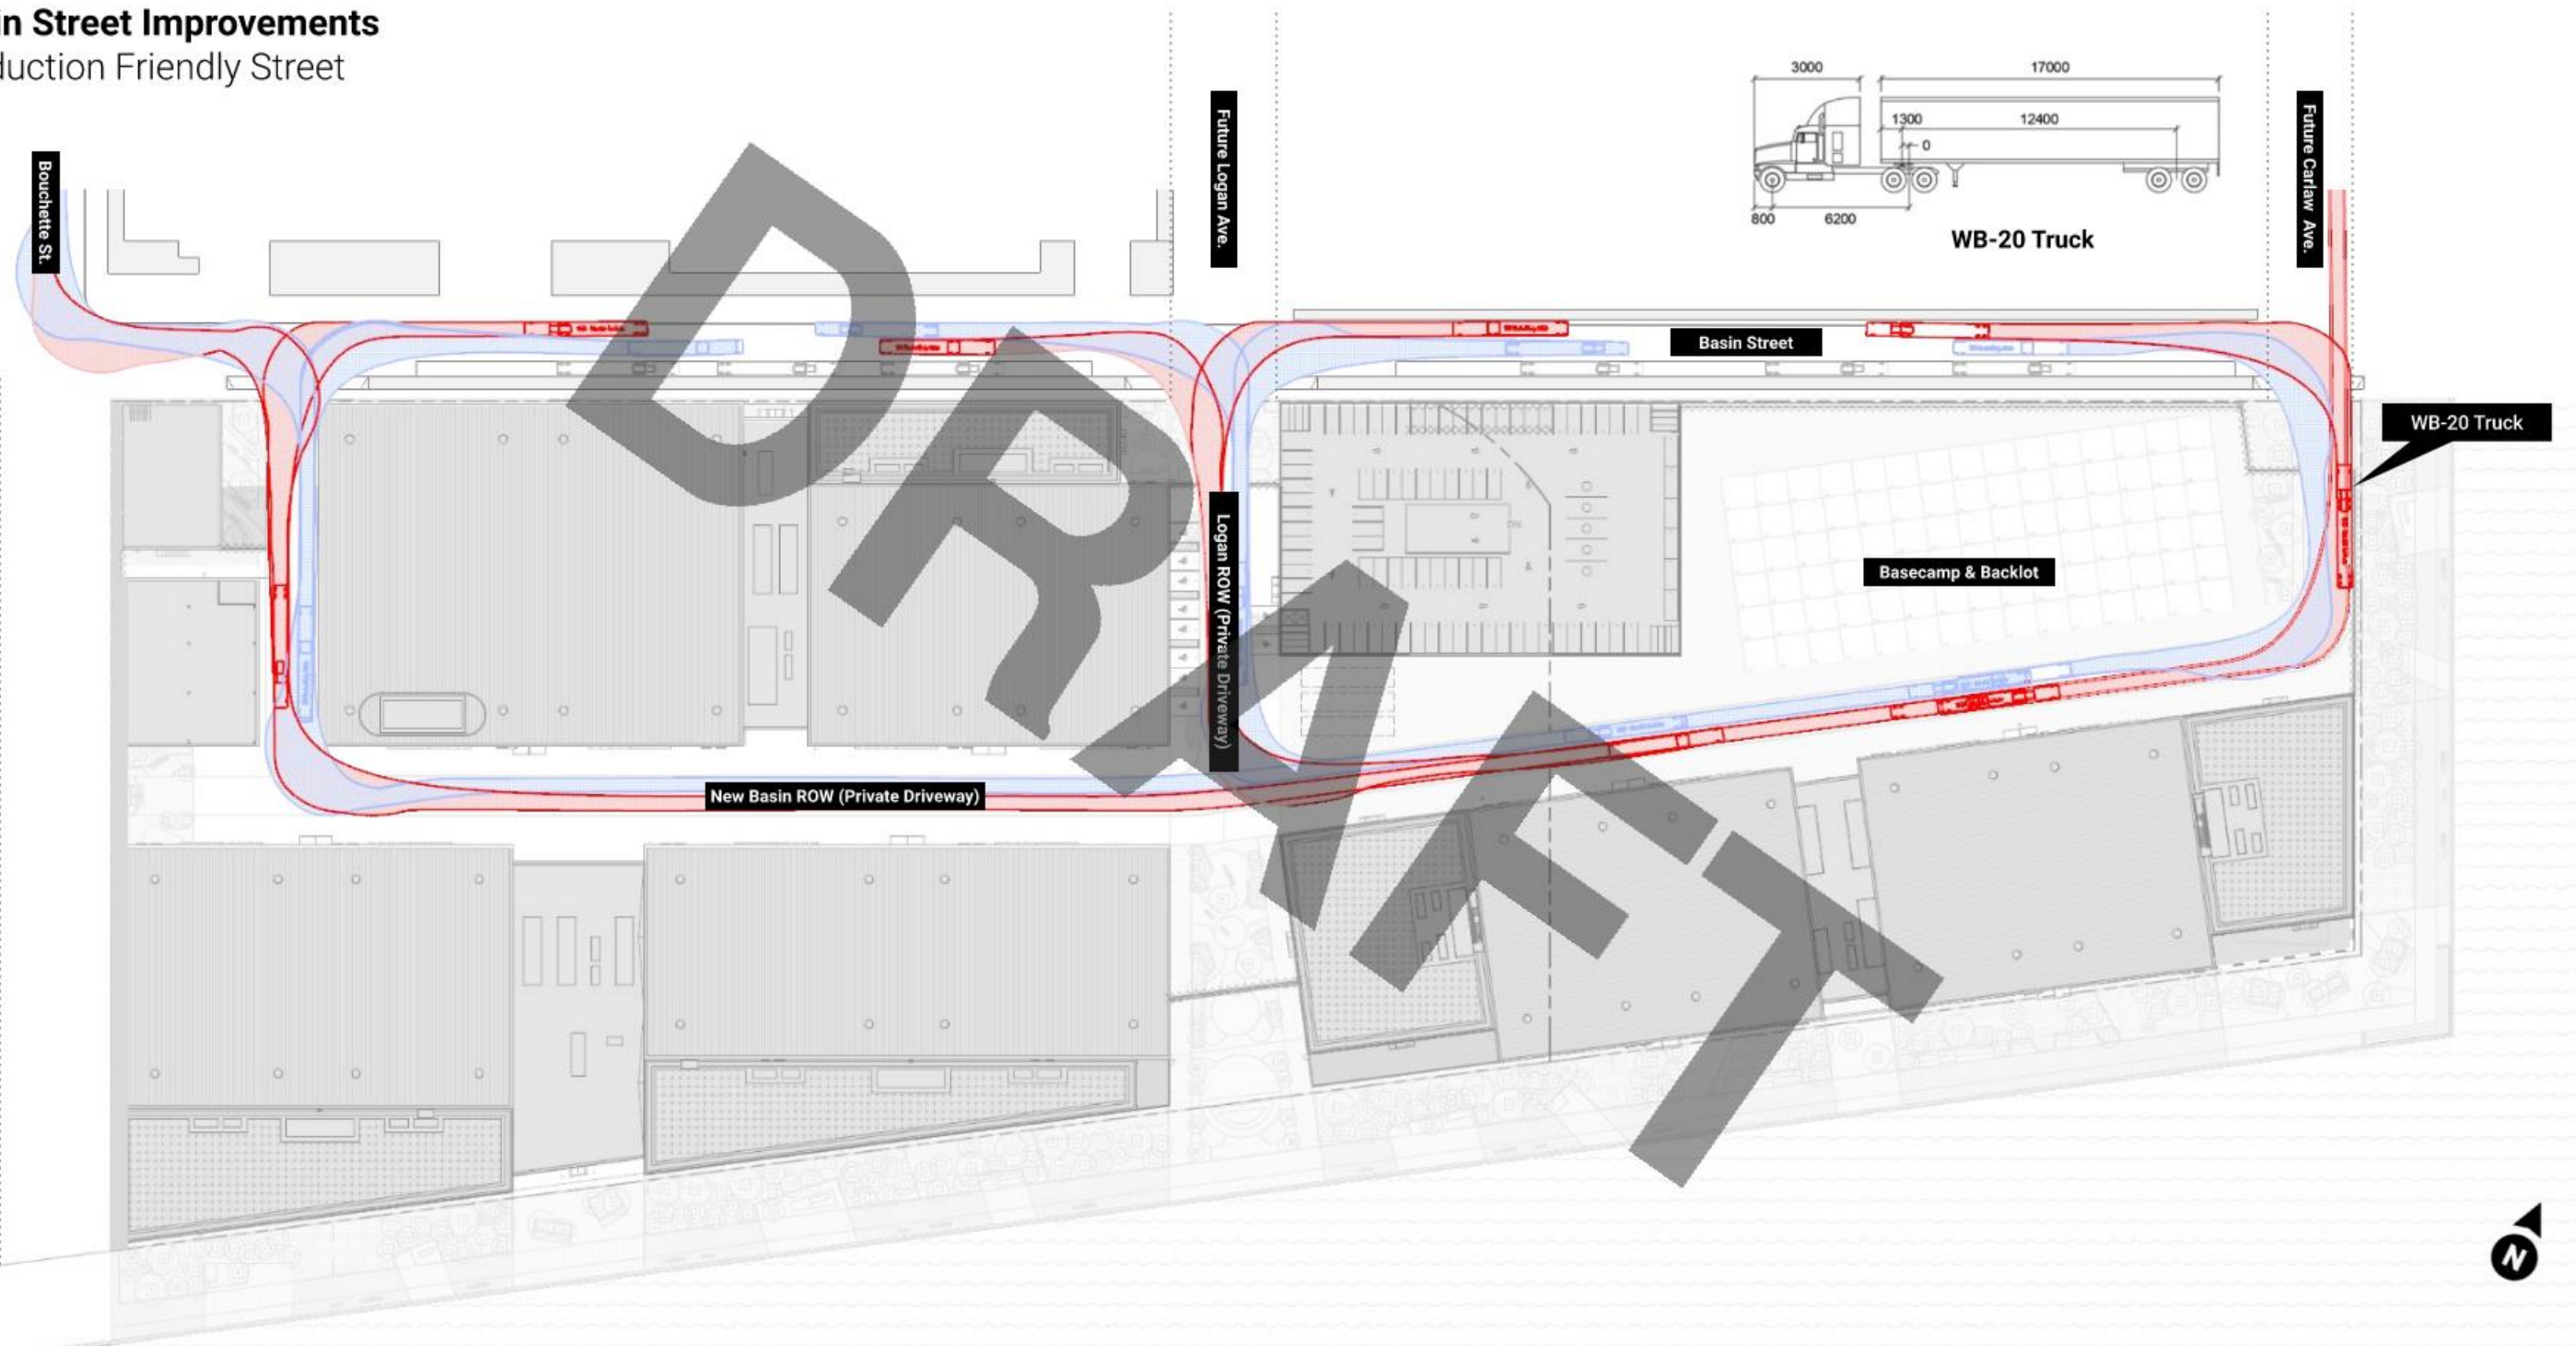 in Street Improvements
duction Friendly Street
3000
17000
1300
12400
0
800
6200
WB-20 Truck
Bouchette St.
Future Logan Ave.
Future Carlaw Ave.
Basin Street
WB-20 Truck
Basecamp & Backlot
Logan ROW (Private Driveway)
New Basin ROW (Private Driveway)
DRAFT
N